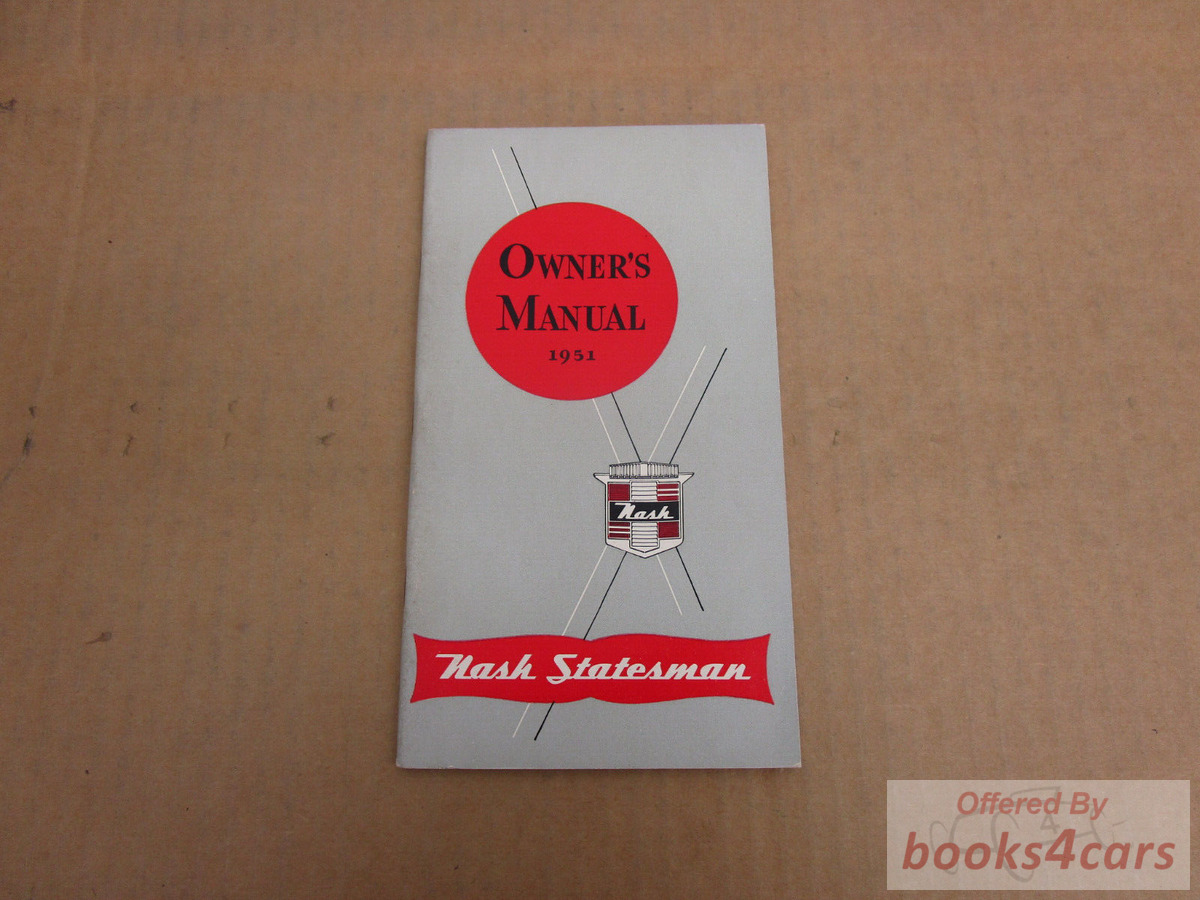 OWNER'S
MANUAL
1951
Nash
Nash Statesman
Offered By
books4cars